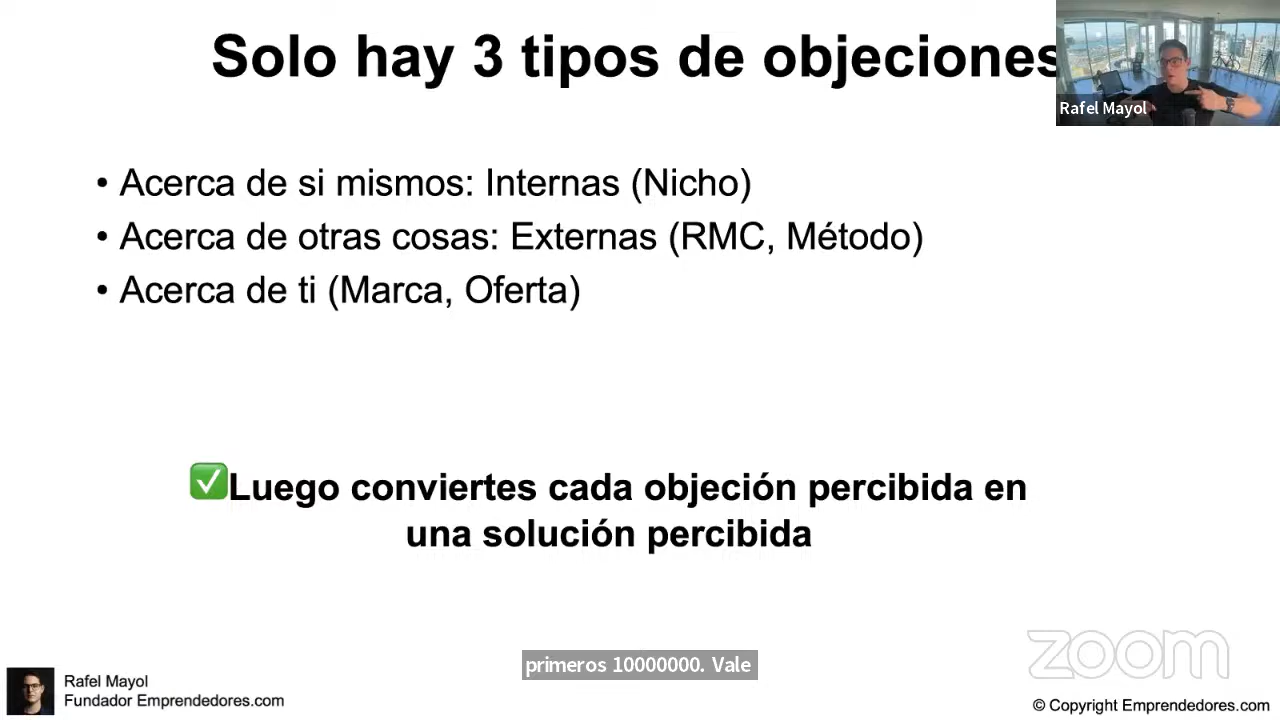 Solo hay 3 tipos de objeciones
Rafel Mayol
• Acerca de si mismos: Internas (Nicho)
• Acerca de otras cosas: Externas (RMC, Método)
• Acerca de ti (Marca, Oferta)
✅Luego conviertes cada objeción percibida en
una solución percibida
primeros 10000000. Vale
zoom
Rafel Mayol
Fundador Emprendedores.com
© Copyright Emprendedores.com